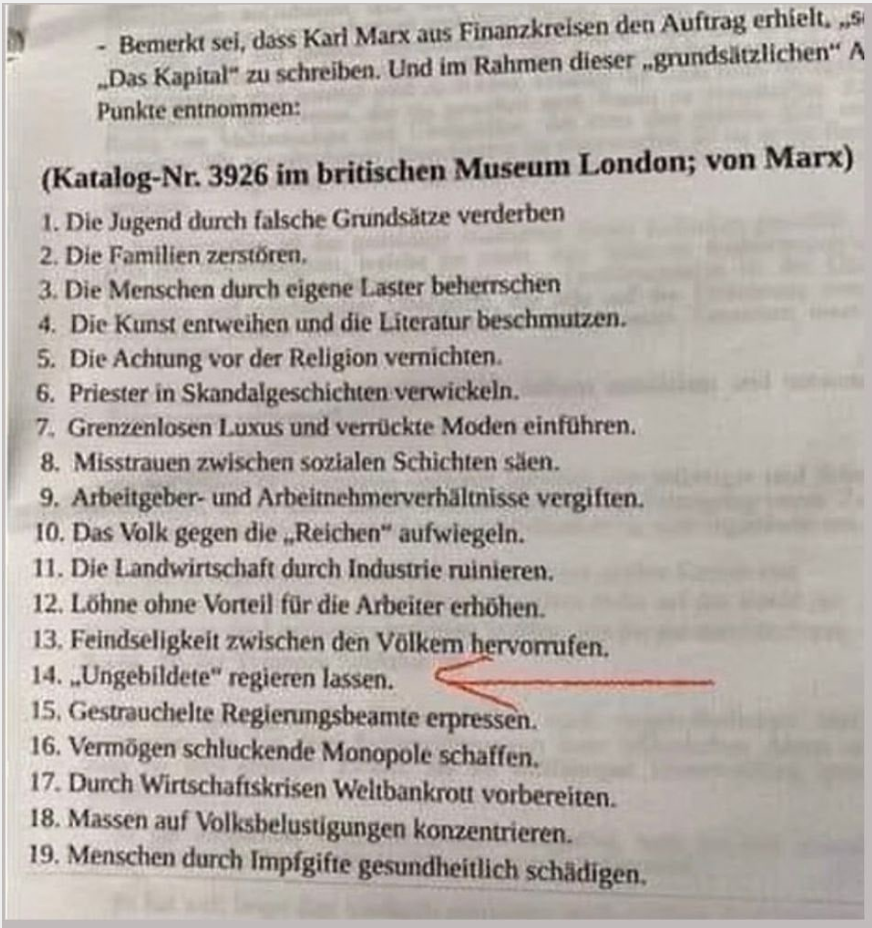 - Bemerkt sei, dass Karl Marx aus Finanzkreisen den Auftrag erhielt, „s
„Das Kapital“ zu schreiben. Und im Rahmen dieser „grundsätzlichen“ A
Punkte entnommen:
(Katalog-Nr. 3926 im britischen Museum London; von Marx)
1. Die Jugend durch falsche Grundsätze verderben
2. Die Familien zerstören.
3. Die Menschen durch eigene Laster beherrschen
4. Die Kunst entweihen und die Literatur beschmutzen.
5. Die Achtung vor der Religion vernichten.
6. Priester in Skandalgeschichten verwickeln.
7. Grenzenlosen Luxus und verrückte Moden einführen.
8. Misstrauen zwischen sozialen Schichten säen.
9. Arbeitgeber- und Arbeitnehmerverhältnisse vergiften.
10. Das Volk gegen die „Reichen“ aufwiegeln.
11. Die Landwirtschaft durch Industrie ruinieren.
12. Löhne ohne Vorteil für die Arbeiter erhöhen.
13. Feindseligkeit zwischen den Völkern hervorrufen.
14. „Ungebildete“ regieren lassen.
15. Gestrauchelte Regierungsbeamte erpressen.
16. Vermögen schluckende Monopole schaffen.
17. Durch Wirtschaftskrisen Weltbankrott vorbereiten.
18. Massen auf Volksbelustigungen konzentrieren.
19. Menschen durch Impfgifte gesundheitlich schädigen.